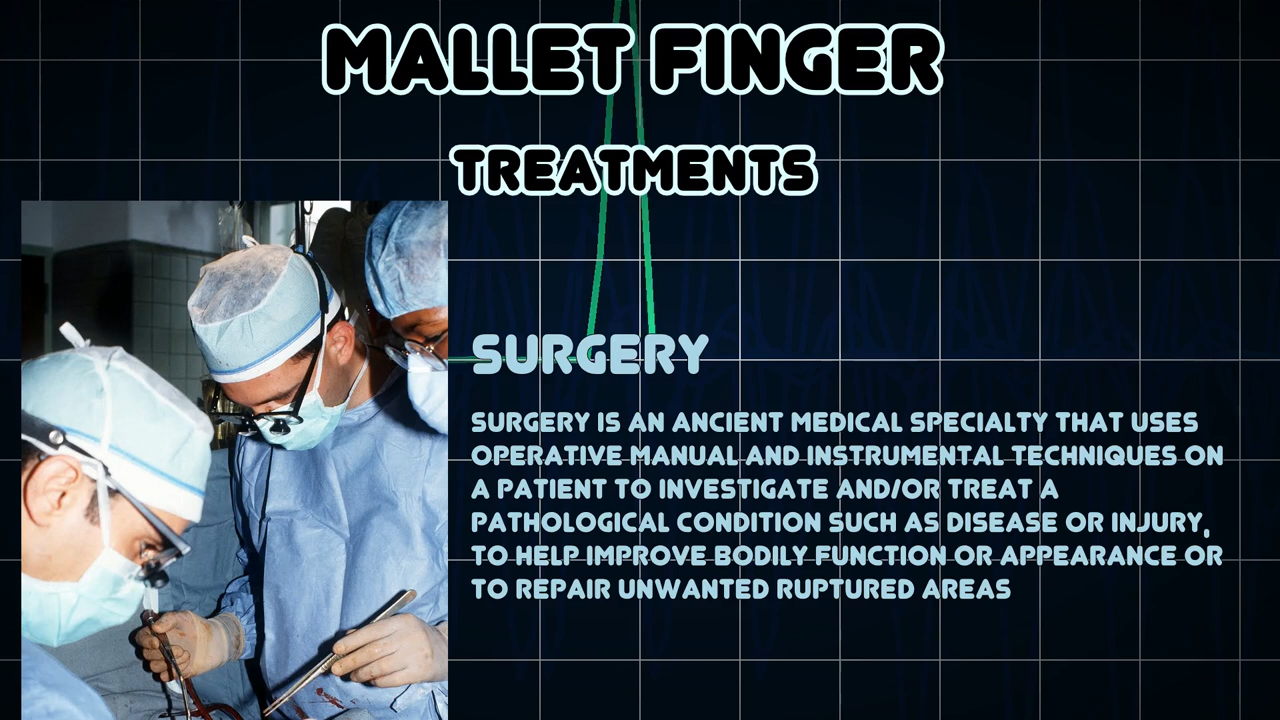 MALLET FINGER
TREATMENTS
SURGERY
SURGERY IS AN ANCIENT MEDICAL SPECIALTY THAT USES
OPERATIVE MANUAL AND INSTRUMENTAL TECHNIQUES ON
A PATIENT TO INVESTIGATE AND/OR TREAT A
PATHOLOGICAL CONDITION SUCH AS DISEASE OR INJURY,
TO HELP IMPROVE BODILY FUNCTION OR APPEARANCE OR
TO REPAIR UNWANTED RUPTURED AREAS